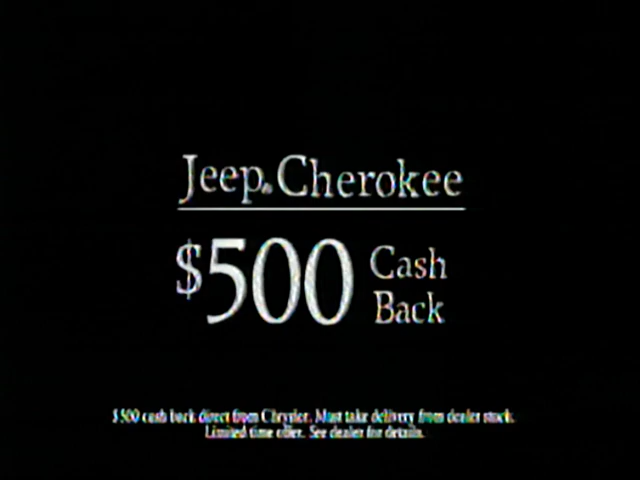 Jeep® Cherokee
$500 Cash Back
$500 cash back direct from Chrysler. Must take delivery from dealer stock.
Limited time offer. See dealer for details.